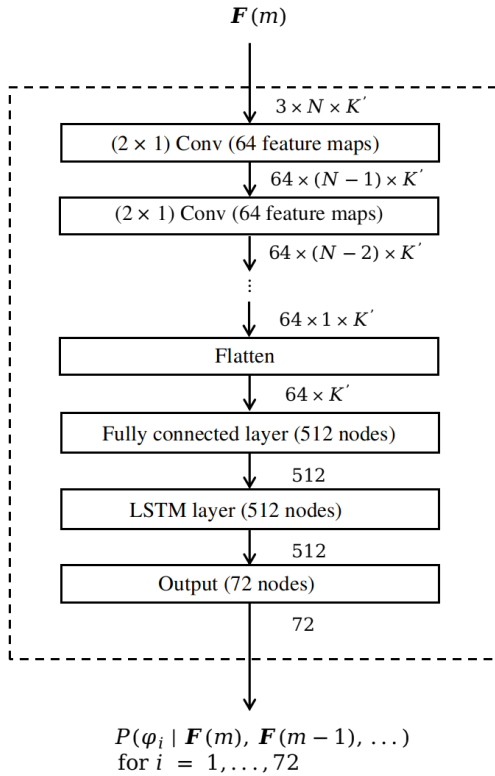 F(m)
3 × N × K′
(2 × 1) Conv (64 feature maps)
64 × (N − 1) × K′
(2 × 1) Conv (64 feature maps)
64 × (N − 2) × K′
⋮
64 × 1 × K′
Flatten
64 × K′
Fully connected layer (512 nodes)
512
LSTM layer (512 nodes)
512
Output (72 nodes)
72
P(φᵢ | F(m), F(m − 1), ...)
for i = 1,...,72